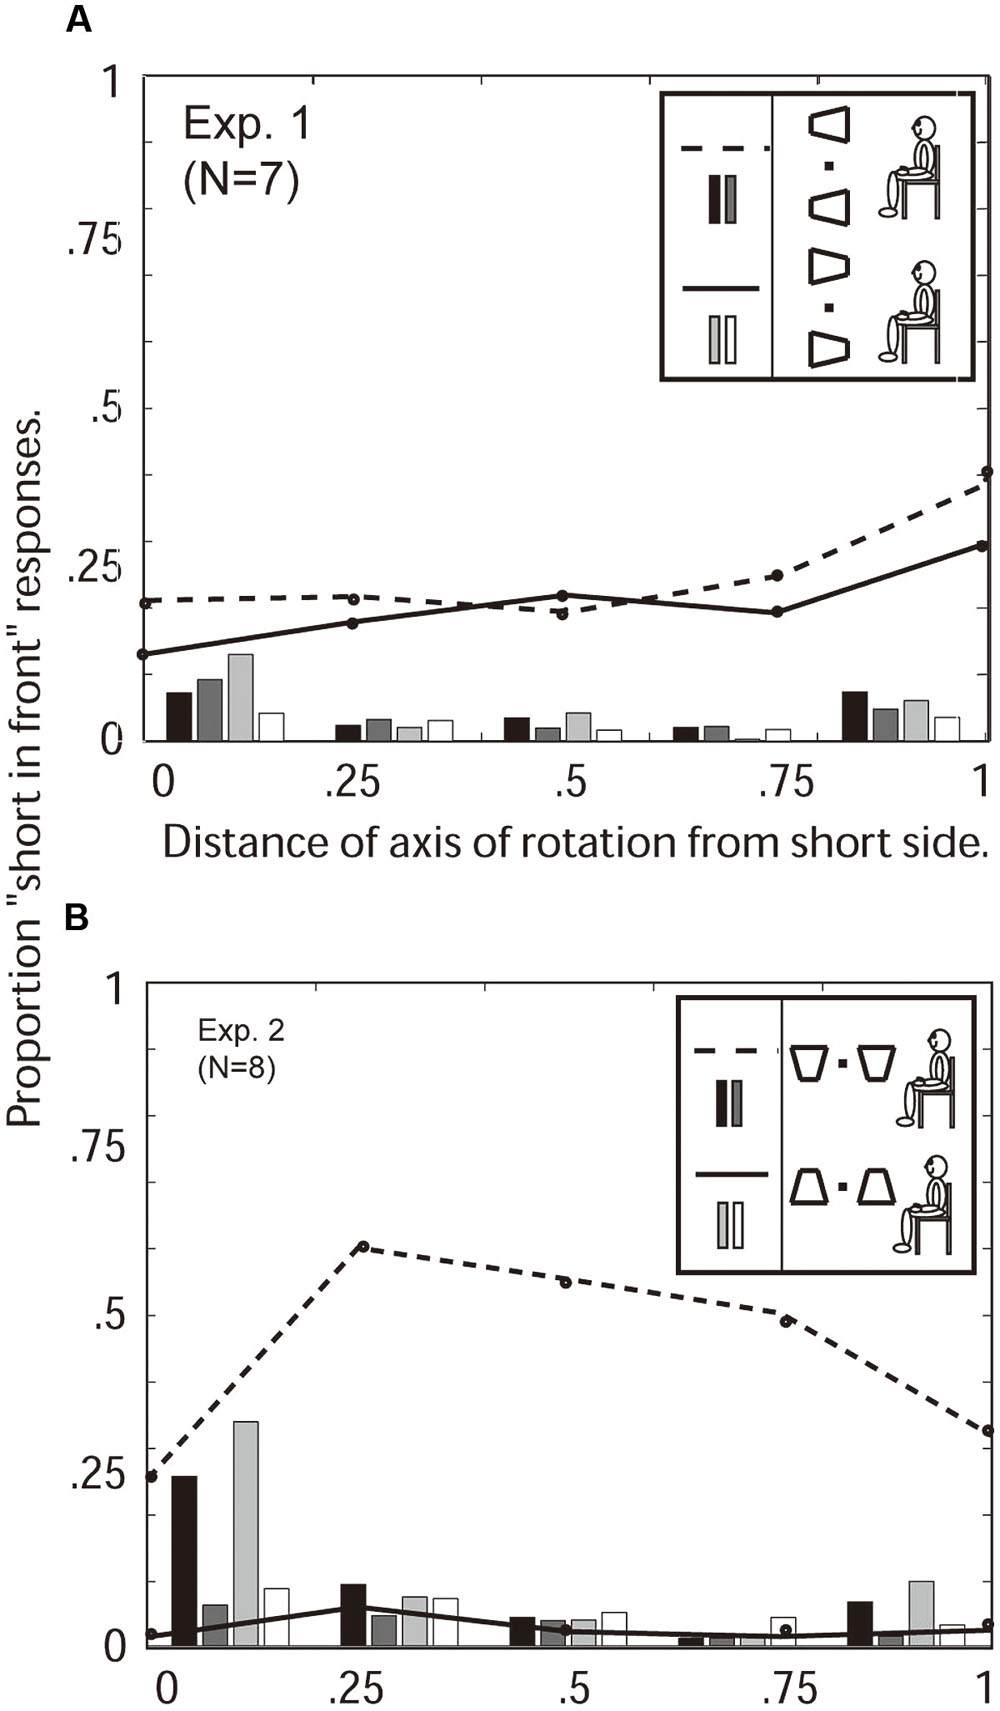 A
1
Exp. 1
(N=7)
.75
.5
.25
0
0 .25 .5 .75 1
Distance of axis of rotation from short side.
Proportion "short in front" responses.
B
1
Exp. 2
(N=8)
.75
.5
.25
0
0 .25 .5 .75 1